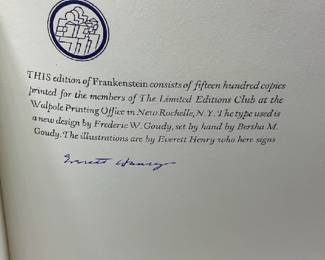 THIS edition of Frankenstein consists of fifteen hundred copies
printed for the members of The Limited Editions Club at the
Walpole Printing Office in New Rochelle, N.Y. The type used is
a new design by Frederic W. Goudy, set by hand by Bertha M.
Goudy. The illustrations are by Everett Henry who here signs
Everett Henry